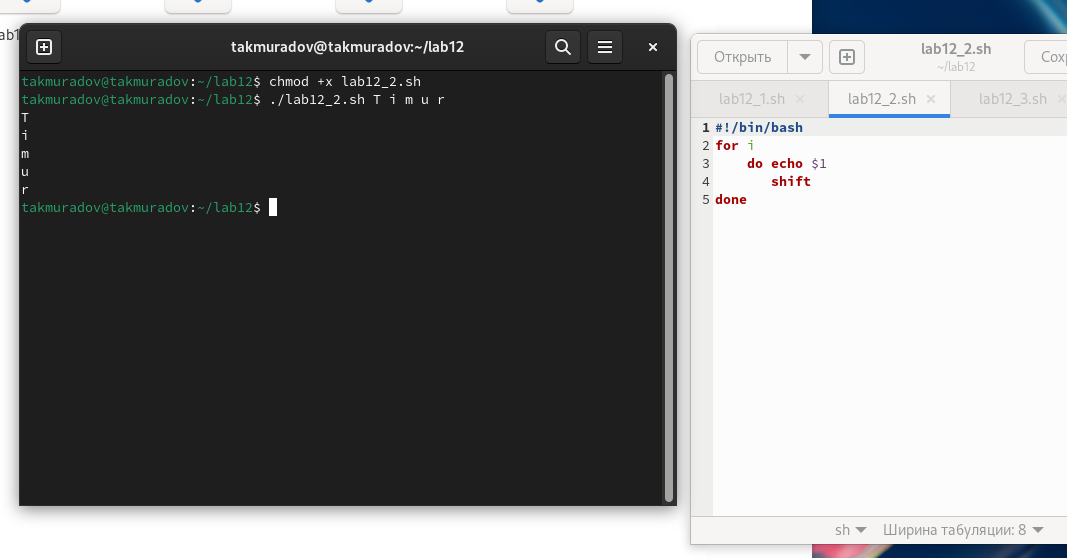 takmuradov@takmuradov:~/lab12
takmuradov@takmuradov:~/lab12$ chmod +x lab12_2.sh
takmuradov@takmuradov:~/lab12$ ./lab12_2.sh T i m u r
T
i
m
u
r
takmuradov@takmuradov:~/lab12$
Открыть
lab12_2.sh
~/lab12
lab12_1.sh
lab12_2.sh
lab12_3.sh
1 #!/bin/bash
2 for i
3     do echo $1
4        shift
5 done
sh
Ширина табуляции: 8